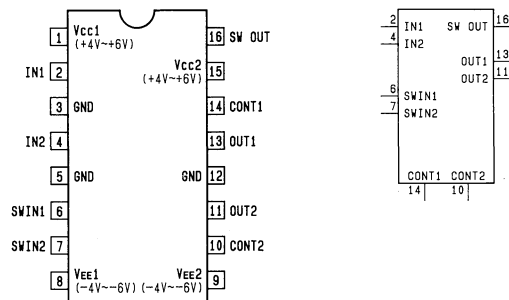 1 Vcc1 16 SW OUT
(+4V~+6V)
IN1 2 Vcc2 15
(+4V~+6V)
3 GND CONT1 14
IN2 4 13 OUT1
5 GND GND 12
SWIN1 6 11 OUT2
SWIN2 7 10 CONT2
8 VEE1 VEE2 9
(-4V~-6V) (-4V~-6V)
2 IN1 SW OUT 16
4 IN2
OUT1 13
OUT2 11
6 SWIN1
7 SWIN2
CONT1 CONT2
14 10